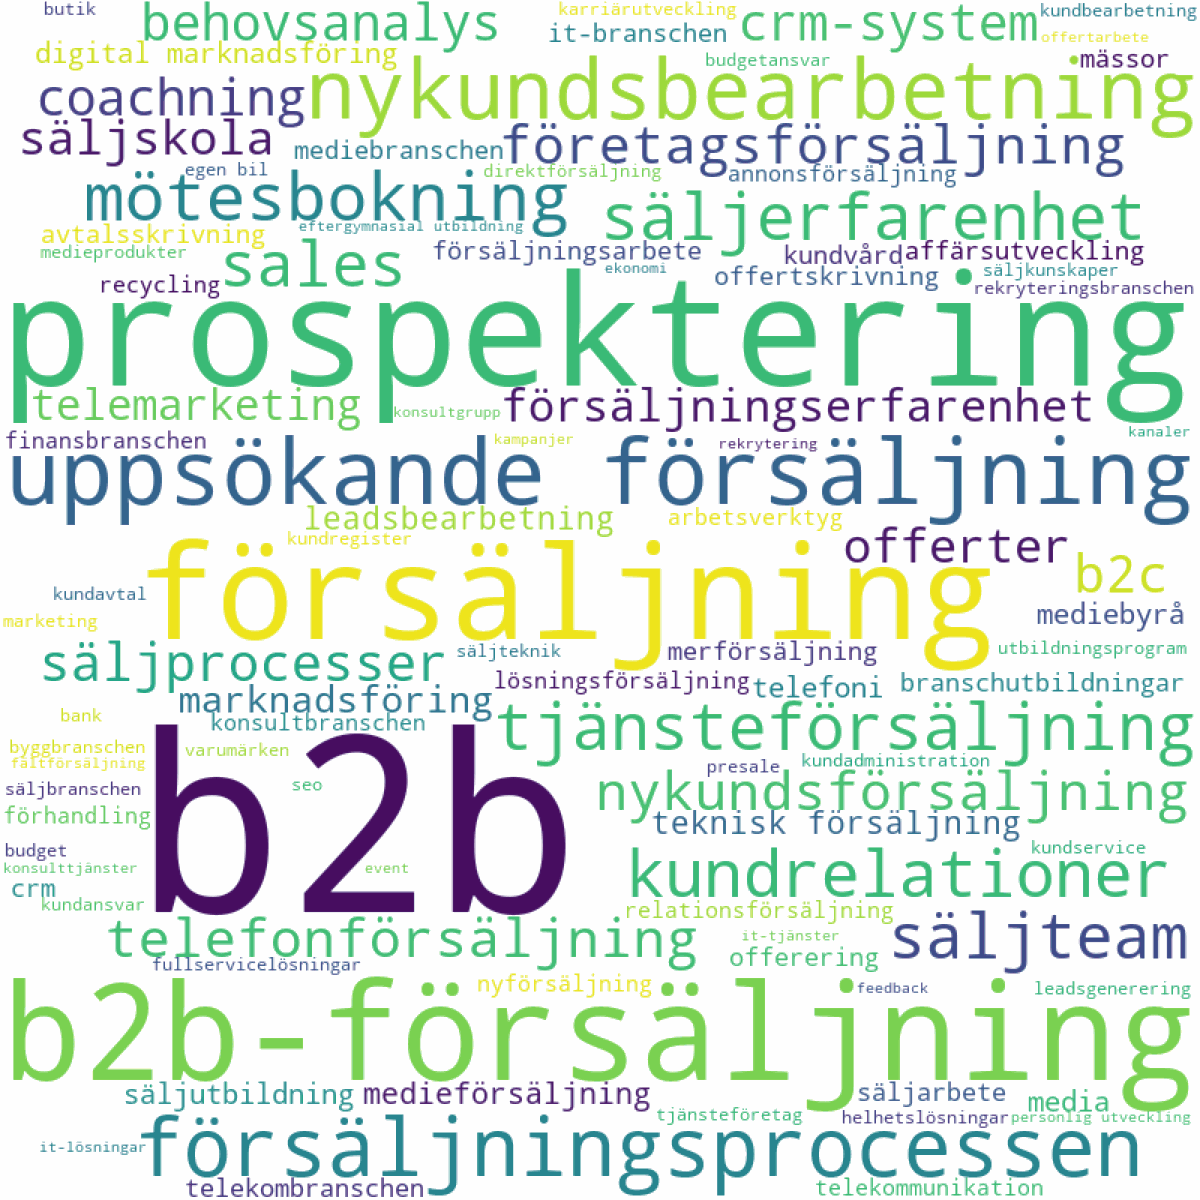 butik
behovsanalys
karriärutveckling
crm-system
kundbearbetning
it-branschen
offertarbete
digital marknadsföring
budgetansvar
mässor
nykundsbearbetning
coachning
säljskola
mediebranschen
företagsförsäljning
egen bil
direktförsäljning
annonsförsäljning
mötesbokning
säljerfarenhet
eftergymnasial utbildning
avtalsskrivning
medieprodukter
sales
försäljningsarbete
kundvård
affärsutveckling
ekonomi
offertskrivning
säljkunskaper
recycling
rekryteringsbranschen
prospektering
telemarketing
konsultgrupp
försäljningserfarenhet
finansbranschen
kampanjer
rekrytering
kanaler
uppsökande försäljning
leadsbearbetning
arbetsverktyg
kundregister
offerter
försäljning
b2c
kundavtal
marketing
mediebyrå
säljprocesser
säljteknik
merförsäljning
utbildningsprogram
lösningsförsäljning
telefoni
branschutbildningar
marknadsföring
bank
konsultbranschen
tjänsteförsäljning
byggbranschen
varumärken
fältförsäljning
presale
kundadministration
b2b
säljbranschen
seo
nykundsförsäljning
förhandling
teknisk försäljning
budget
kundservice
konsulttjänster
event
crm
kundrelationer
kundansvar
relationsförsäljning
telefonförsäljning
säljteam
it-tjänster
offerering
fullservicelösningar
nyförsäljning
feedback
leadsgenerering
b2b-försäljning
säljutbildning
medieförsäljning
säljarbete
media
tjänsteföretag
helhetslösningar
personlig utveckling
it-lösningar
försäljningsprocessen
telekombranschen
telekommunikation